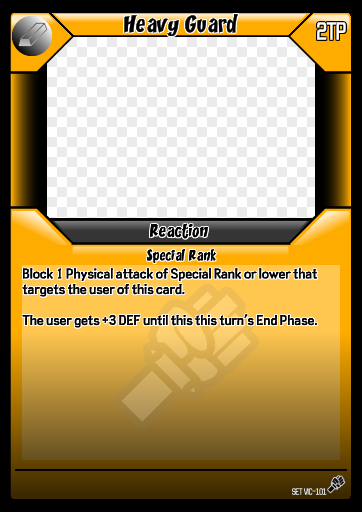 Heavy Guard
2TP
Reaction
Special Rank
Block 1 Physical attack of Special Rank or lower that
targets the user of this card.
The user gets +3 DEF until this this turn's End Phase.
SET VIC-101